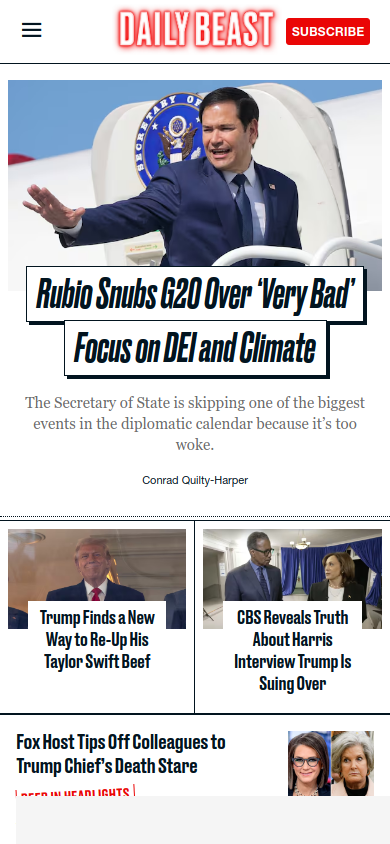 DAILY BEAST
SUBSCRIBE
SECRETARY OF
Rubio Snubs G20 Over ‘Very Bad’
Focus on DEI and Climate
The Secretary of State is skipping one of the biggest
events in the diplomatic calendar because it’s too
woke.
Conrad Quilty-Harper
Trump Finds a New
Way to Re-Up His
Taylor Swift Beef
CBS Reveals Truth
About Harris
Interview Trump Is
Suing Over
Fox Host Tips Off Colleagues to
Trump Chief’s Death Stare
DEER IN HEADLIGHTS